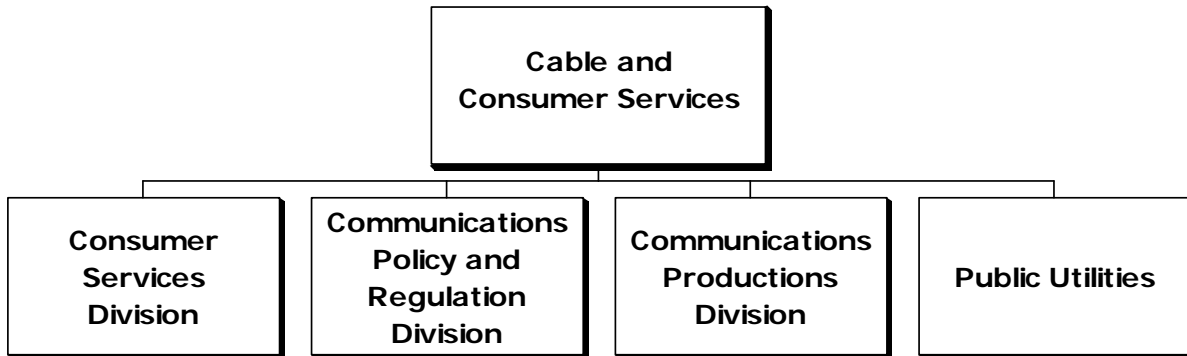 Cable and
Consumer Services
Consumer
Services
Division
Communications
Policy and
Regulation
Division
Communications
Productions
Division
Public Utilities